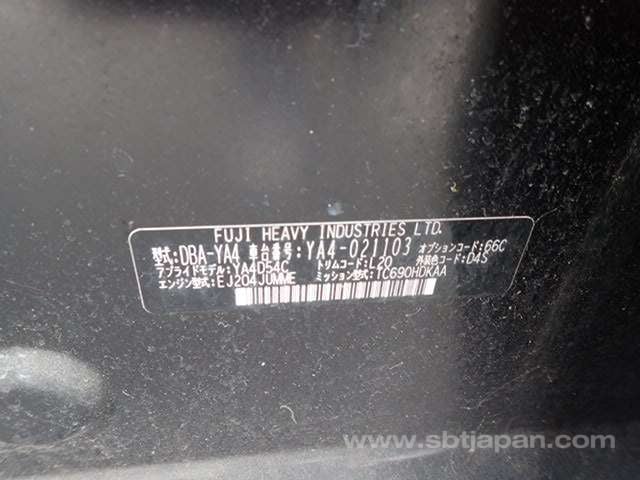 FUJI HEAVY INDUSTRIES LTD.
型式:DBA-YA4 車台番号:YA4-021103 オプションコード:66C
アプライドモデル:YA4D54C トリムコード:L20 外装色コード:D4S
エンジン型式:EJ204JUMME ミッション型式:TC690HDKAA
www.sbtjapan.com